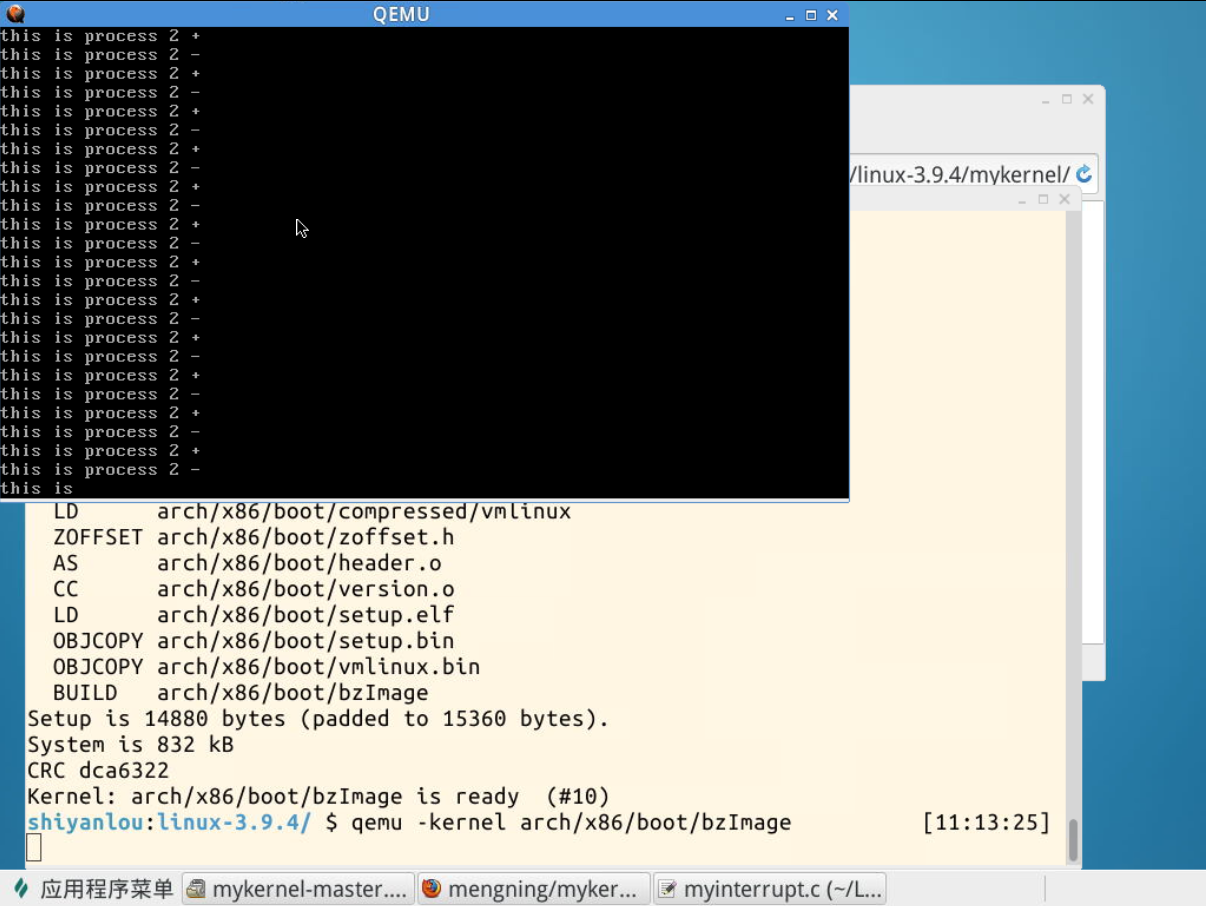 QEMU
this is process 2 +
this is process 2 -
this is process 2 +
this is process 2 -
this is process 2 +
this is process 2 -
this is process 2 +
this is process 2 -
this is process 2 +
this is process 2 -
this is process 2 +
this is process 2 -
this is process 2 +
this is process 2 -
this is process 2 +
this is process 2 -
this is process 2 +
this is process 2 -
this is process 2 +
this is process 2 -
this is process 2 +
this is process 2 -
this is process 2 +
this is process 2 -
this is
/linux-3.9.4/mykernel/
LD arch/x86/boot/compressed/vmlinux
ZOFFSET arch/x86/boot/zoffset.h
AS arch/x86/boot/header.o
CC arch/x86/boot/version.o
LD arch/x86/boot/setup.elf
OBJCOPY arch/x86/boot/setup.bin
OBJCOPY arch/x86/boot/vmlinux.bin
BUILD arch/x86/boot/bzImage
Setup is 14880 bytes (padded to 15360 bytes).
System is 832 kB
CRC dca6322
Kernel: arch/x86/boot/bzImage is ready (#10)
shiyanlou:linux-3.9.4/ $ qemu -kernel arch/x86/boot/bzImage [11:13:25]
应用程序菜单 mykernel-master.... mengning/myker... myinterrupt.c (~/L...